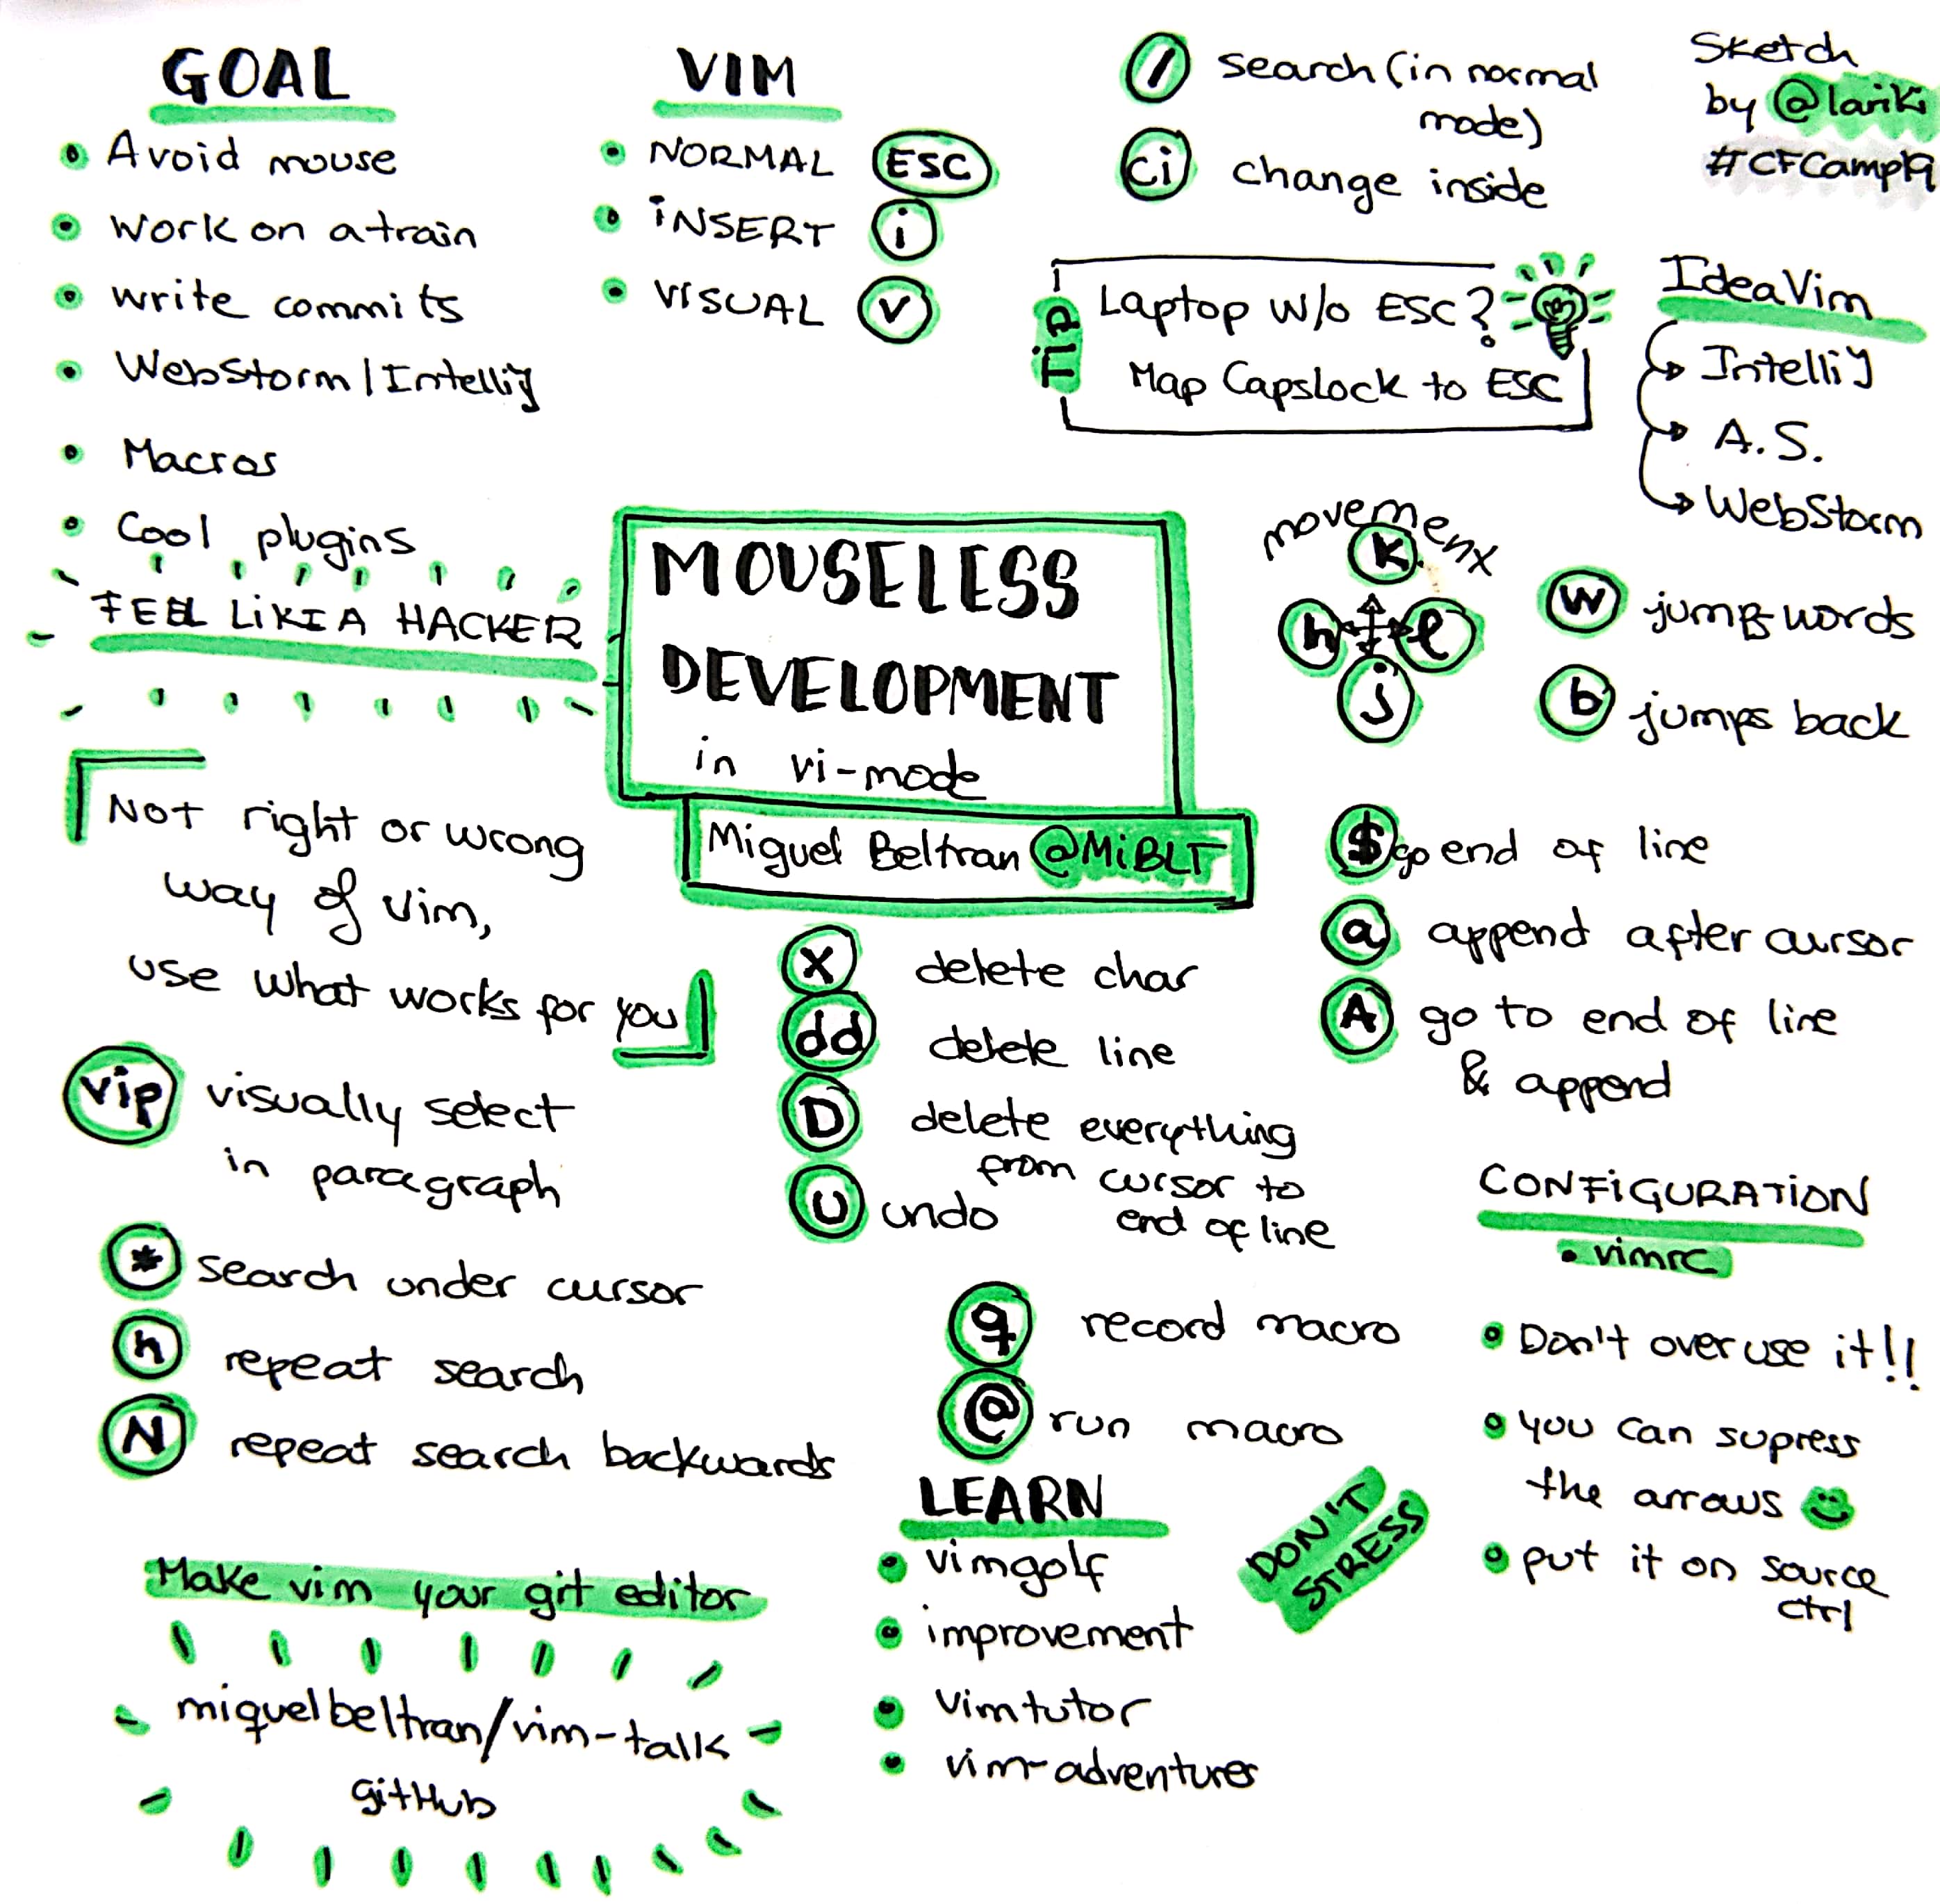 GOAL
Avoid mouse
work on a train
write commits
WebStorm/IntelliJ
Macros
Cool plugins
FEEL LIKE A HACKER
VIM
NORMAL ESC
INSERT i
VISUAL v
/ search (in normal
mode)
ci change inside
Sketch
by @lariki
#CFCamp19
Tip
Laptop w/o ESC?
Map Capslock to ESC
IdeaVim
IntelliJ
A.S.
WebStorm
MOUSELESS
DEVELOPMENT
in vi-mode
Miguel Beltran @MiBLT
movement
k
h l
j
w jumps words
b jumps back
$ go end of line
a append after cursor
A go to end of line
& append
Not right or wrong
way of vim,
use what works for you
vip visually select
in paragraph
* search under cursor
n repeat search
N repeat search backwards
x delete char
dd delete line
D delete everything
from cursor to
end of line
U undo
q record macro
@ run macro
CONFIGURATION
.vimrc
Don't over use it!!
you can supress
the arrows
put it on source
ctrl
LEARN
vimgolf
improvement
vimtutor
vim-adventures
DON'T
STRESS
Make vim your git editor
miquelbeltran/vim-talk
gitHub